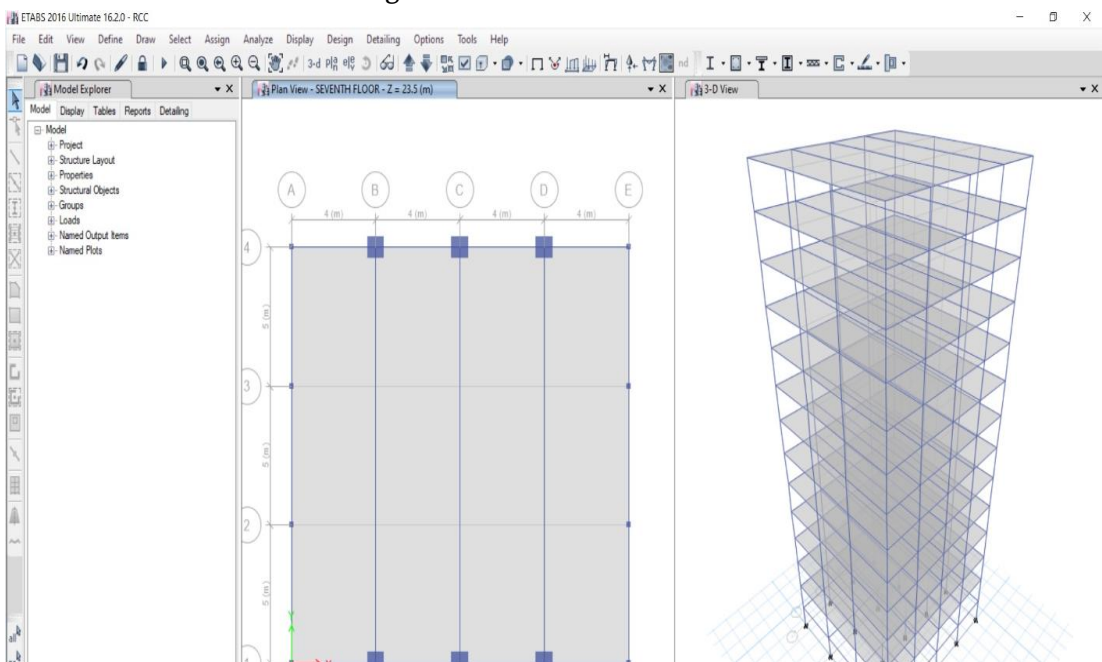 ETABS 2016 Ultimate 16.2.0 - RCC
File Edit View Define Draw Select Assign Analyze Display Design Detailing Options Tools Help
3-d
nd
Model Explorer
Plan View - SEVENTH FLOOR - Z = 23.5 (m)
3-D View
Model Display Tables Reports Detailing
Model
Project
Structure Layout
Properties
Structural Objects
Groups
Loads
Named Output Items
Named Plots
A B C D E
4 (m) 4 (m) 4 (m) 4 (m)
4
5 (m)
3
5 (m)
2
5 (m)
Y
X
all